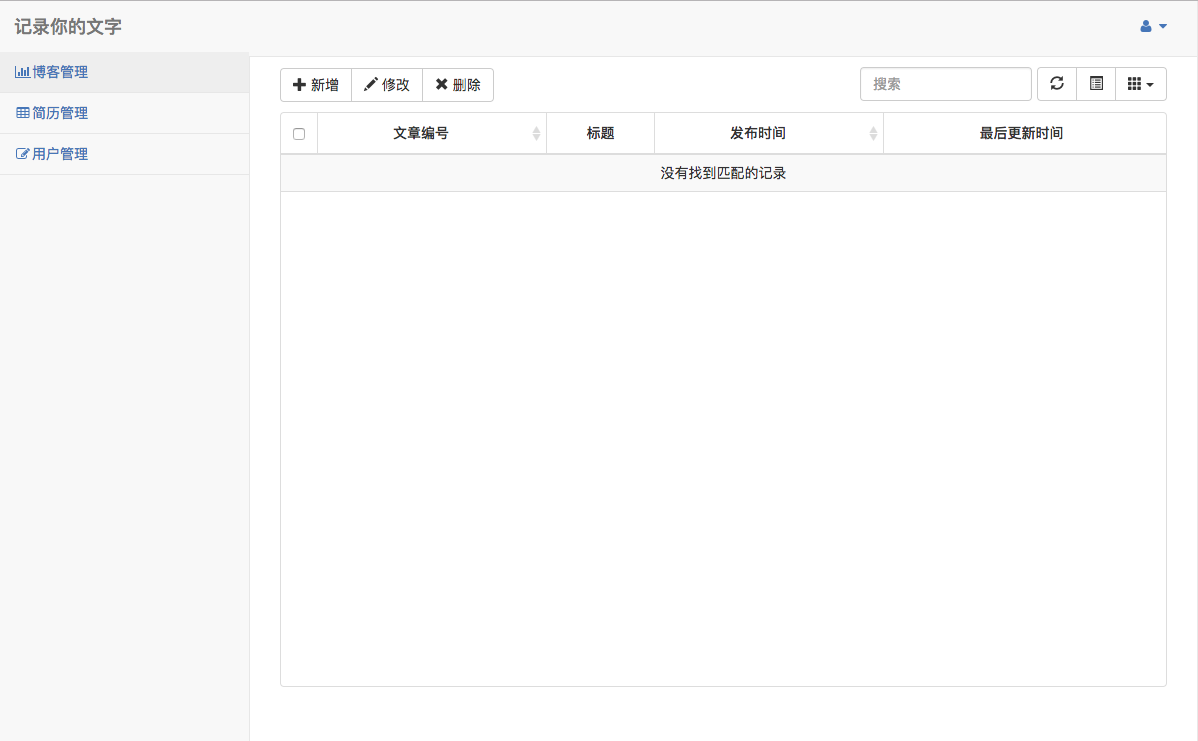 记录你的文字
博客管理
简历管理
用户管理
新增 修改 删除 搜索
文章编号 标题 发布时间 最后更新时间
没有找到匹配的记录